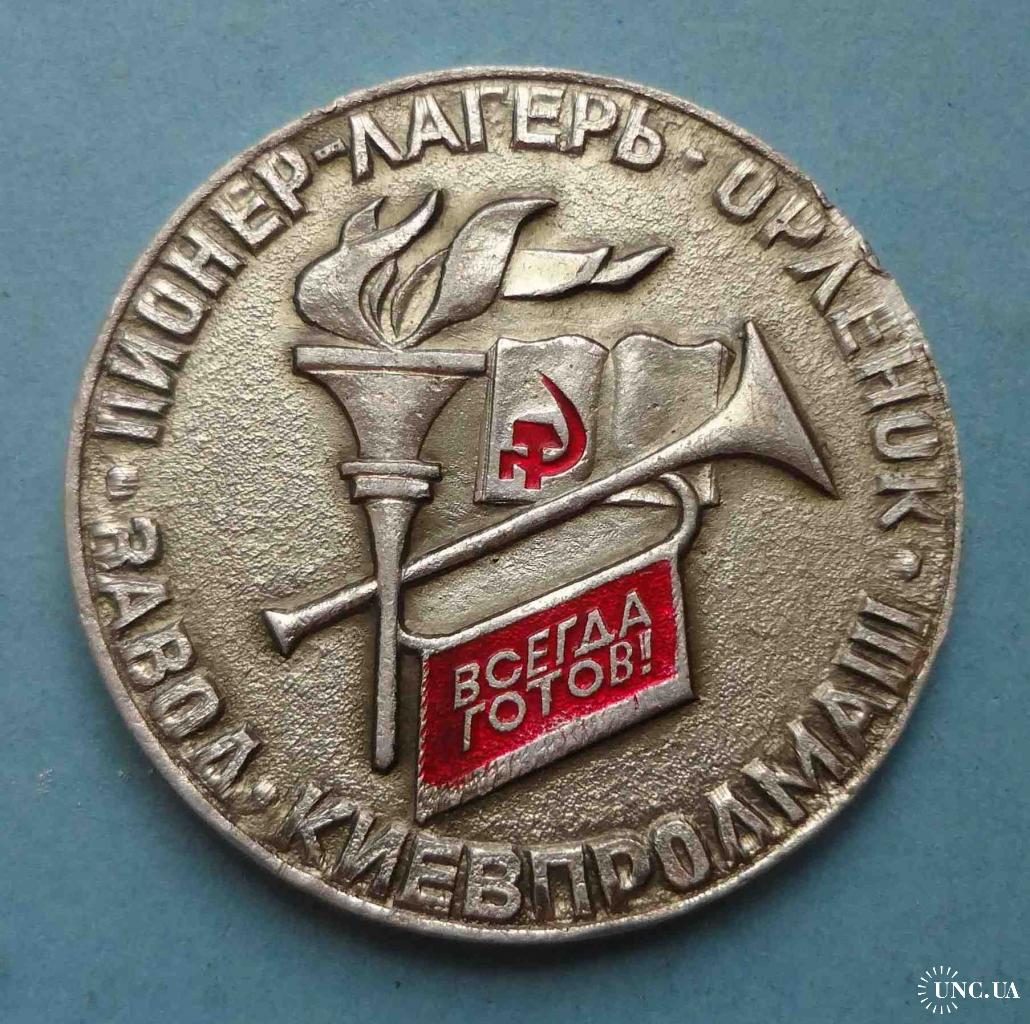 ПИОНЕР-ЛАГЕРЬ · ОРЛЁНОК ·
ЗАВОД · КИЕВПРОДМАШ
ВСЕГДА
ГОТОВ!
UNC.UA